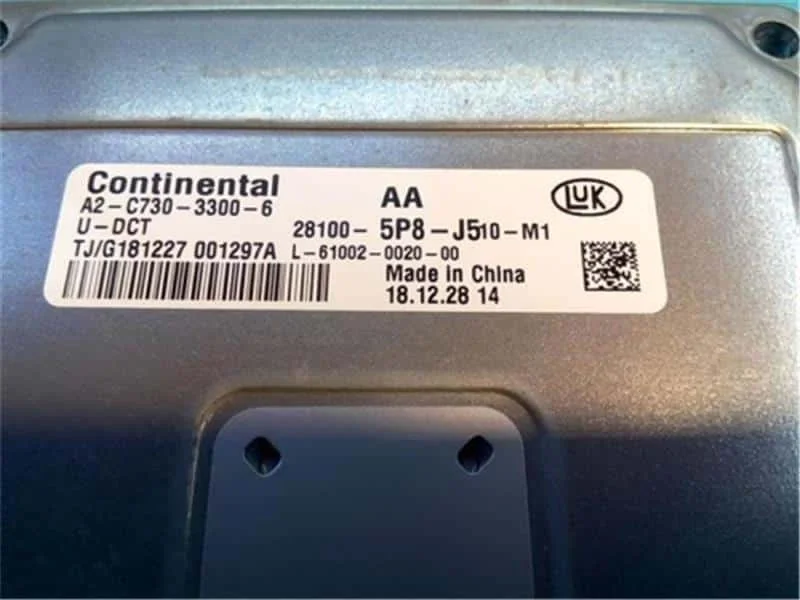 Continental
A2-C730-3300-6
U-DCT
TJ/G181227 001297A
AA
28100-5P8-J510-M1
L-61002-0020-00
Made in China
18.12.28 14
LUK